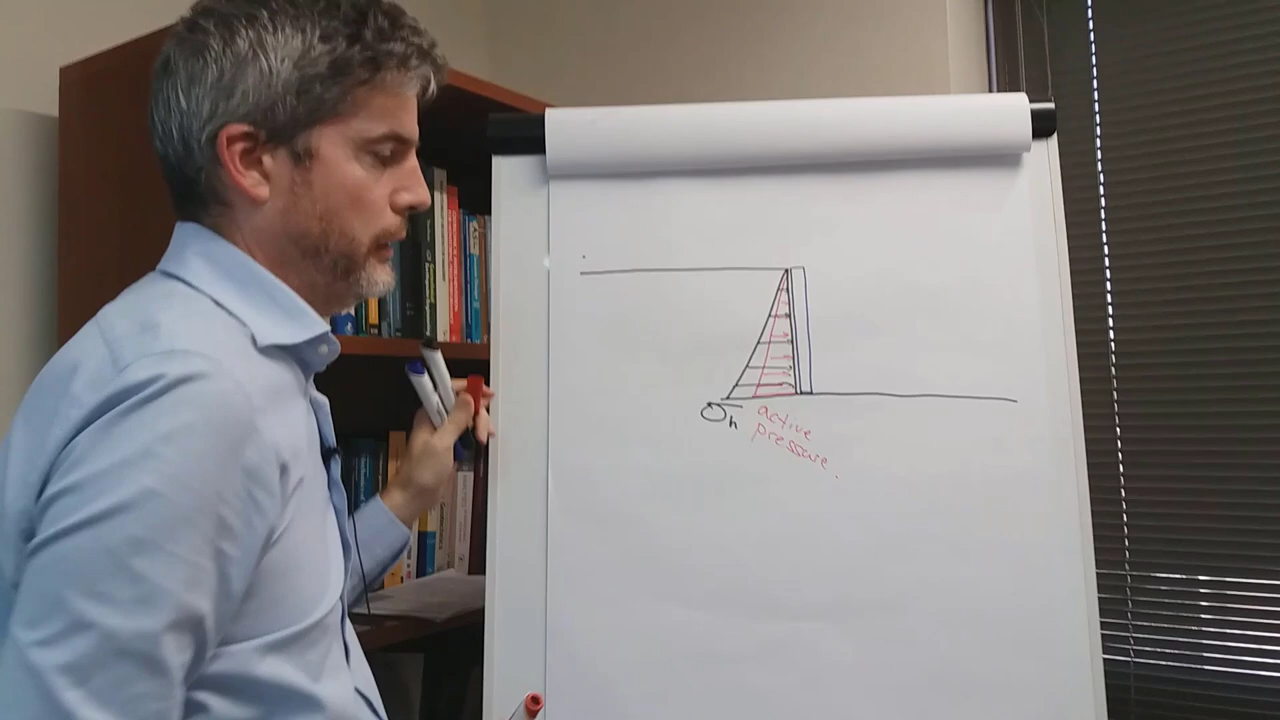 σh
active
pressure